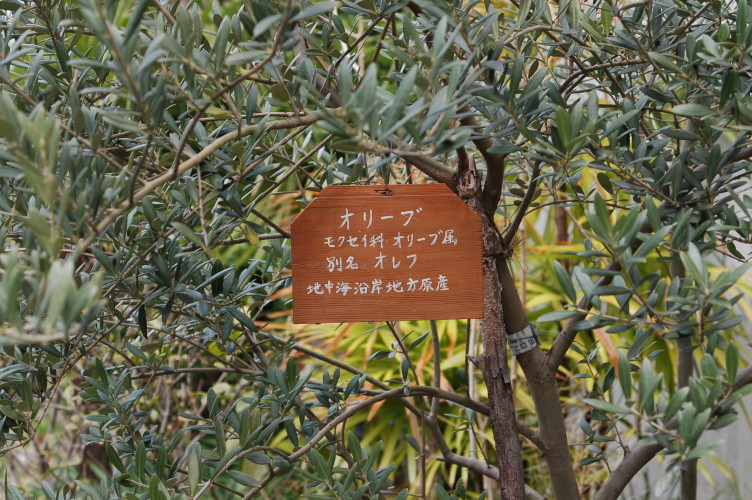 オリーブ
モクセイ科 オリーブ属
別名 オレフ
地中海沿岸地方原産